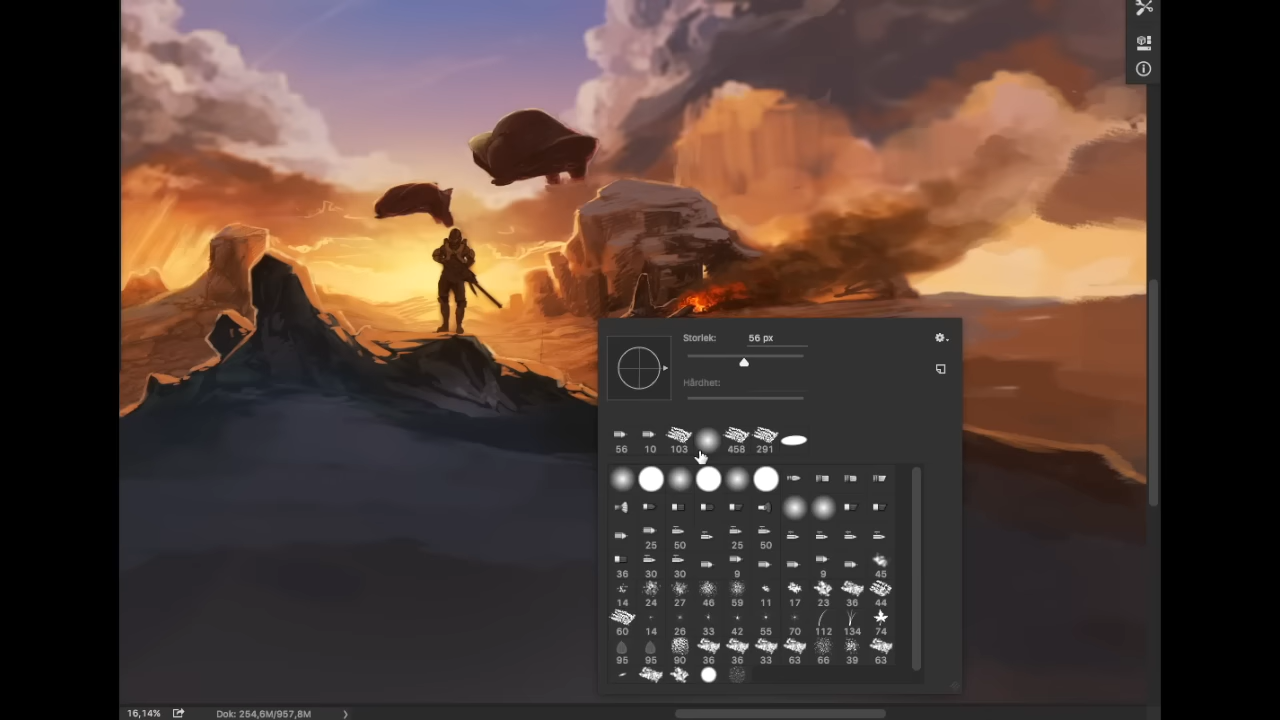 Storlek: 56 px
Hårdhet:
56 10 103 458 291
25 50 25 50
36 30 30 9 9 45
14 24 27 46 59 11 17 23 36 44
60 14 26 33 42 55 70 112 134 74
95 95 90 36 36 33 63 66 39 63
16,14% Dok: 254,6M/957,8M